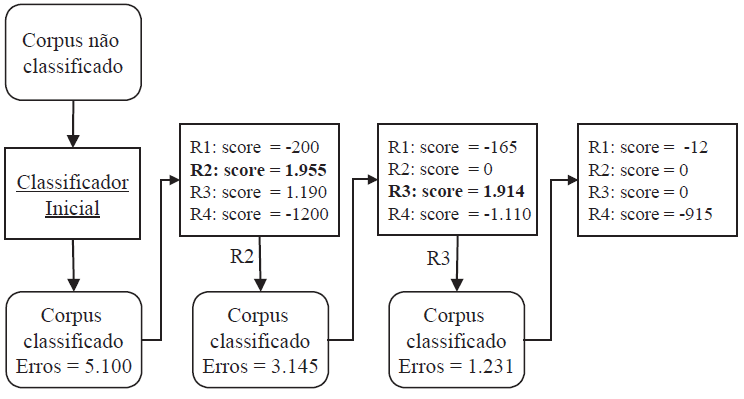 Corpus não
classificado
Classificador
Inicial
Corpus
classificado
Erros = 5.100
R1: score = -200
R2: score = 1.955
R3: score = 1.190
R4: score = -1200
R2
Corpus
classificado
Erros = 3.145
R1: score = -165
R2: score = 0
R3: score = 1.914
R4: score = -1.110
R3
Corpus
classificado
Erros = 1.231
R1: score = -12
R2: score = 0
R3: score = 0
R4: score = -915